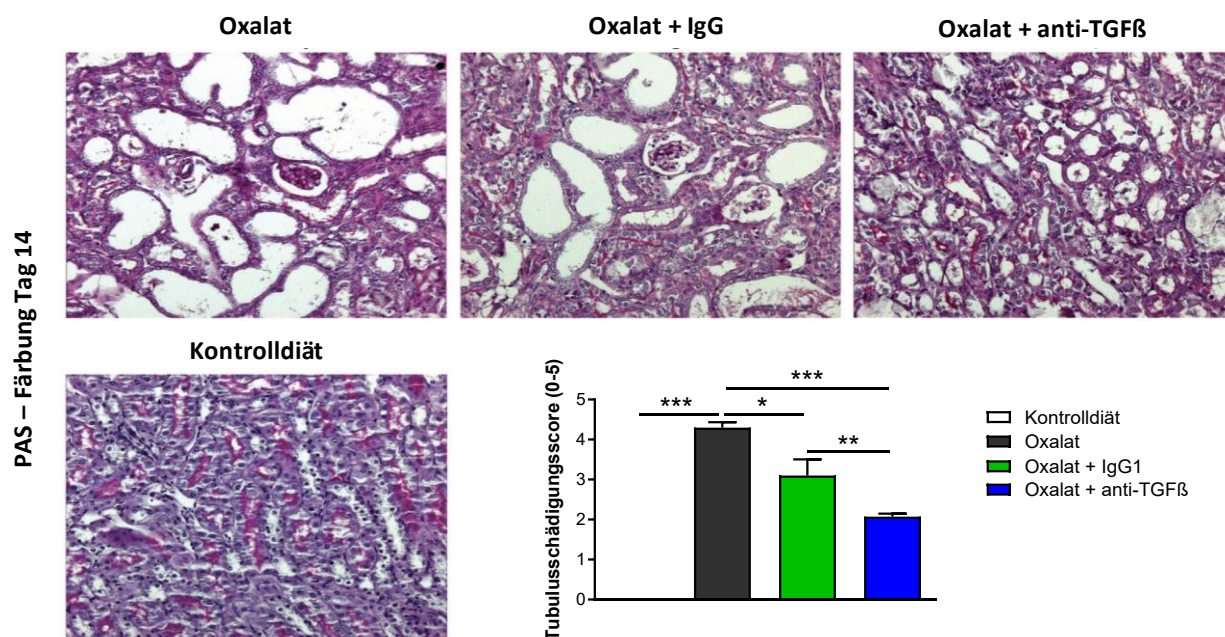 Oxalat
Oxalat + IgG
Oxalat + anti-TGFß
PAS – Färbung Tag 14
Kontrolldiät
Tubulusschädigungsscore (0-5)
5
4
3
2
1
0
***
***
*
**
Kontrolldiät
Oxalat
Oxalat + IgG1
Oxalat + anti-TGFß